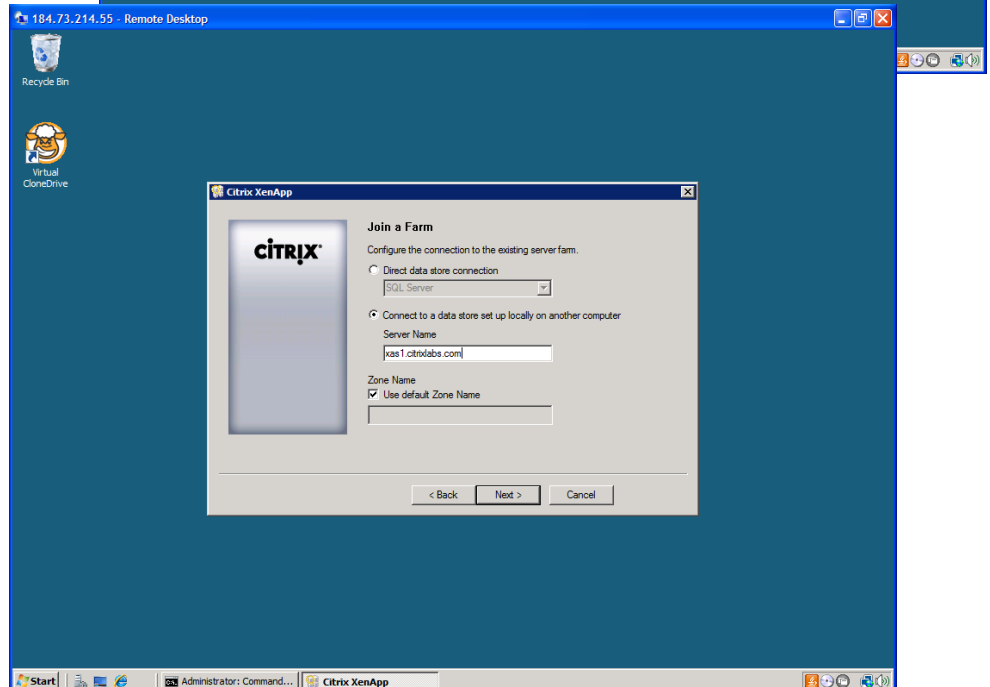 184.73.214.55 - Remote Desktop
Recycle Bin
Virtual
CloneDrive
Citrix XenApp
CİTRIX
Join a Farm
Configure the connection to the existing server farm.
Direct data store connection
SQL Server
Connect to a data store set up locally on another computer
Server Name
xas1.citrixlabs.com
Zone Name
Use default Zone Name
< Back
Next >
Cancel
Start
Administrator: Command...
Citrix XenApp